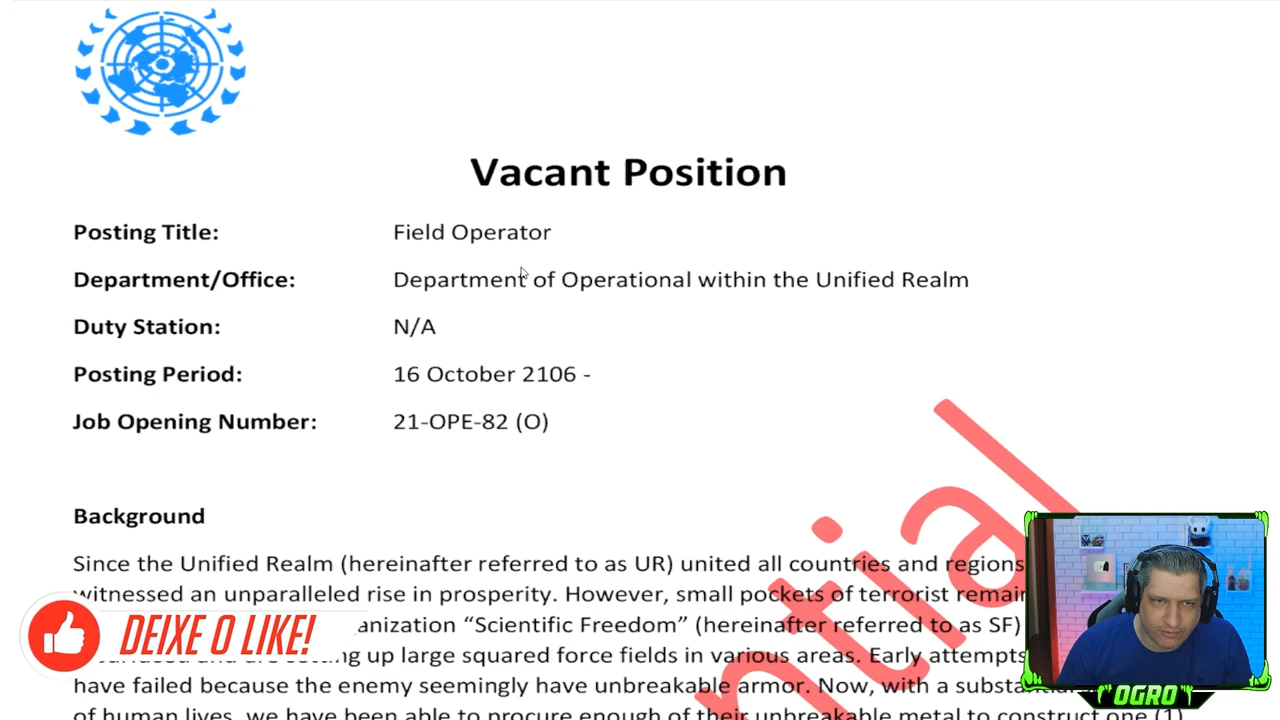 Vacant Position
Posting Title: Field Operator
Department/Office: Department of Operational within the Unified Realm
Duty Station: N/A
Posting Period: 16 October 2106 -
Job Opening Number: 21-OPE-82 (O)
Background
Since the Unified Realm (hereinafter referred to as UR) united all countries and regions
witnessed an unparalleled rise in prosperity. However, small pockets of terrorist remain
anization “Scientific Freedom” (hereinafter referred to as SF)
and are setting up large squared force fields in various areas. Early attempts
have failed because the enemy seemingly have unbreakable armor. Now, with a
of human lives, we have been able to procure enough of their unbreakable metal to construct one (1)
ntial
DEIXE O LIKE!
OGRO